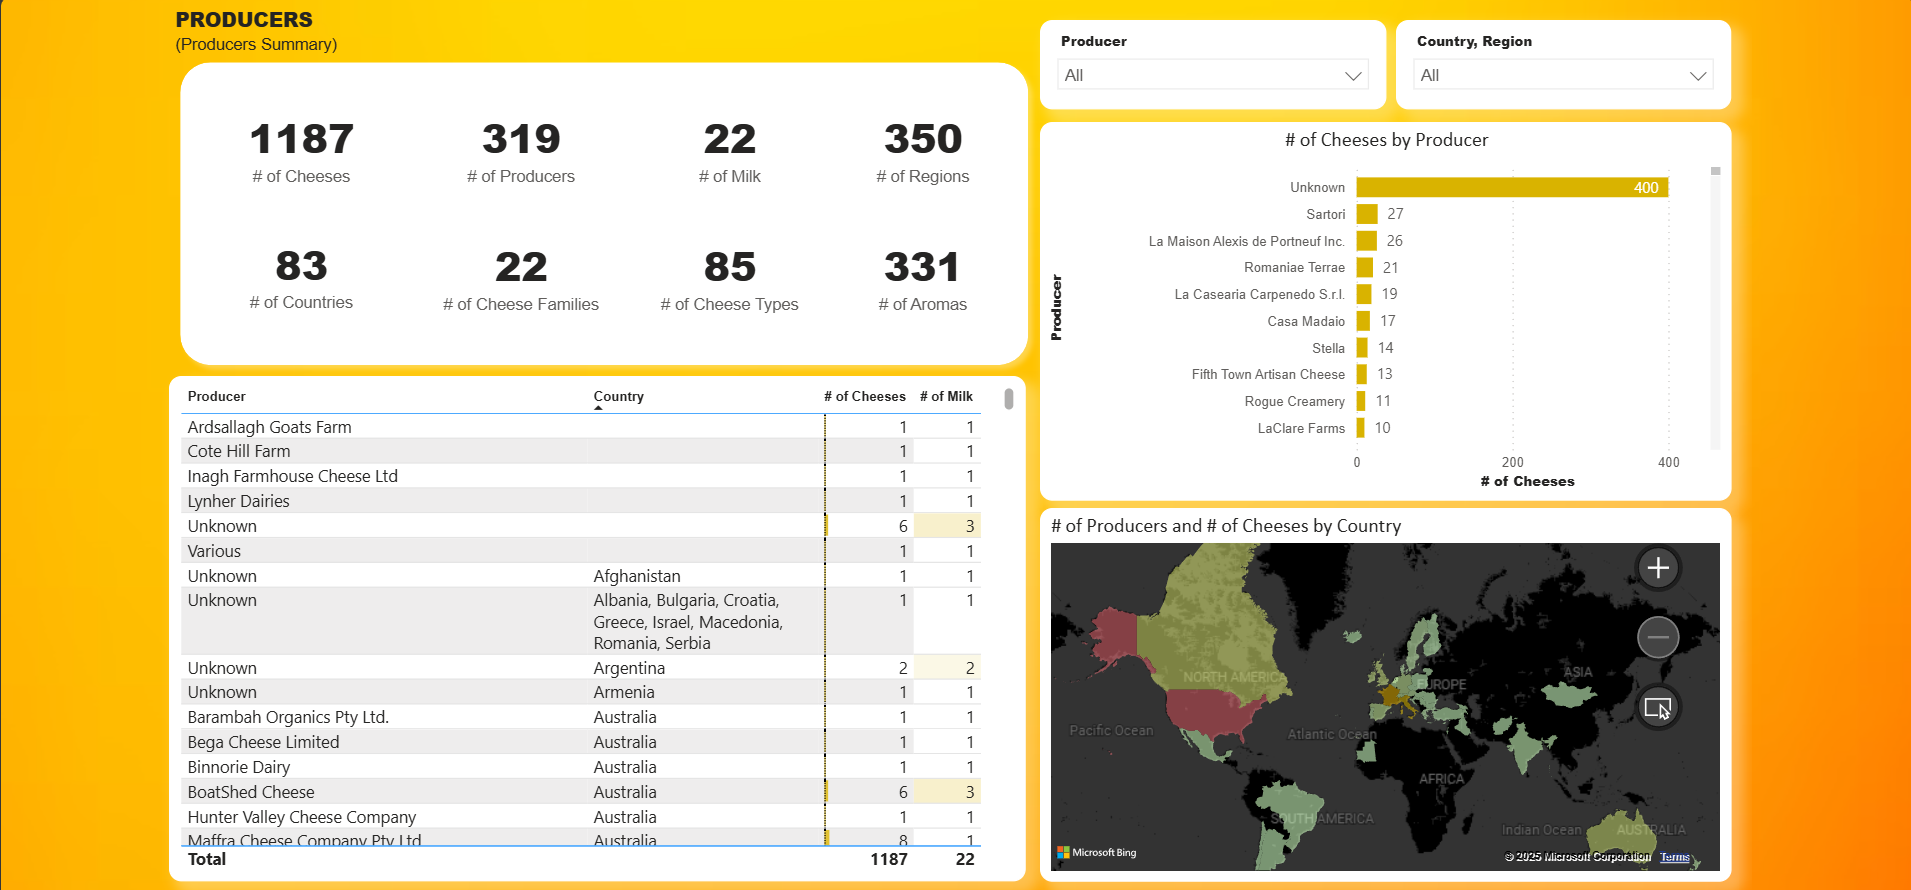 PRODUCERS
(Producers Summary)
1187
# of Cheeses
319
# of Producers
22
# of Milk
350
# of Regions
83
# of Countries
22
# of Cheese Families
85
# of Cheese Types
331
# of Aromas
Producer
All
Country, Region
All
# of Cheeses by Producer
Producer
Unknown 400
Sartori 27
La Maison Alexis de Portneuf Inc. 26
Romaniae Terrae 21
La Casearia Carpenedo S.r.l. 19
Casa Madaio 17
Stella 14
Fifth Town Artisan Cheese 13
Rogue Creamery 11
LaClare Farms 10
0 200 400
# of Cheeses
Producer Country # of Cheeses # of Milk
Ardsallagh Goats Farm 1 1
Cote Hill Farm 1 1
Inagh Farmhouse Cheese Ltd 1 1
Lynher Dairies 1 1
Unknown 6 3
Various 1 1
Unknown Afghanistan 1 1
Unknown Albania, Bulgaria, Croatia, 1 1
Greece, Israel, Macedonia,
Romania, Serbia
Unknown Argentina 2 2
Unknown Armenia 1 1
Barambah Organics Pty Ltd. Australia 1 1
Bega Cheese Limited Australia 1 1
Binnorie Dairy Australia 1 1
BoatShed Cheese Australia 6 3
Hunter Valley Cheese Company Australia 1 1
Maffra Cheese Company Pty Ltd Australia 8 1
Total 1187 22
# of Producers and # of Cheeses by Country
NORTH AMERICA
EUROPE
ASIA
Pacific Ocean
Atlantic Ocean
AFRICA
SOUTH AMERICA
Indian Ocean
AUSTRALIA
Microsoft Bing
© 2025 Microsoft Corporation Terms